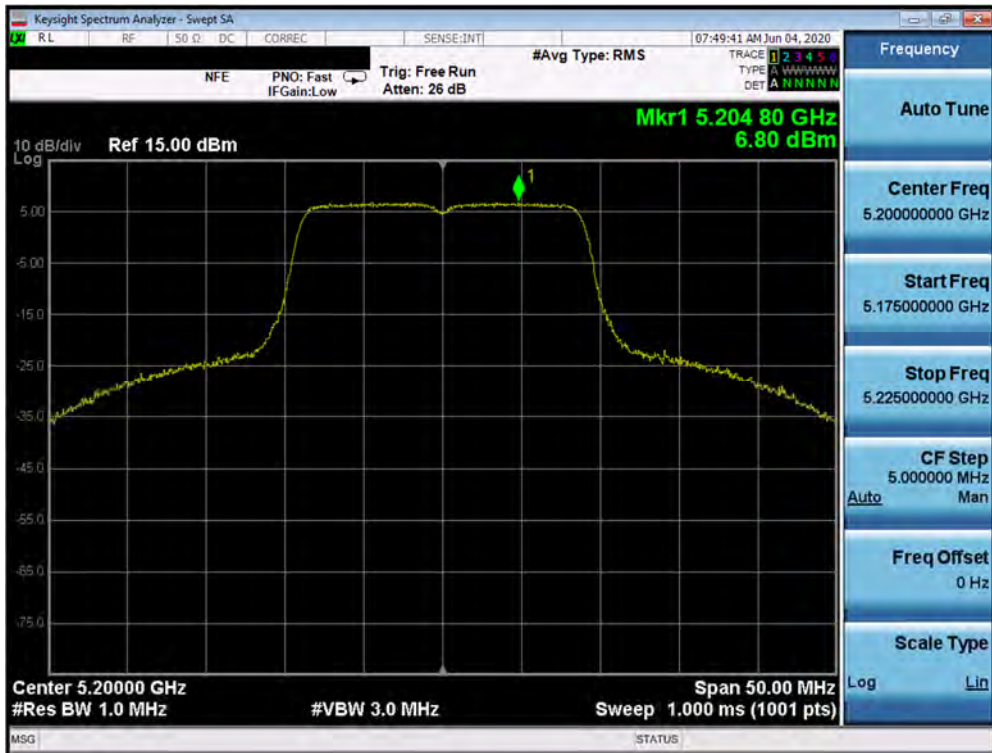 Keysight Spectrum Analyzer - Swept SA
LXI RL RF 50 Ω DC CORREC SENSE:INT 07:49:41 AM Jun 04, 2020
NFE PNO: Fast Trig: Free Run #Avg Type: RMS TRACE 1 2 3 4 5 6
IFGain:Low Atten: 26 dB TYPE A WWWWW
DET A N N N N N
Mkr1 5.204 80 GHz
10 dB/div Ref 15.00 dBm 6.80 dBm
Log
1
5.00
-5.00
-15.0
-25.0
-35.0
-45.0
-55.0
-65.0
-75.0
Center 5.20000 GHz Span 50.00 MHz
#Res BW 1.0 MHz #VBW 3.0 MHz Sweep 1.000 ms (1001 pts)
MSG STATUS
Frequency
Auto Tune
Center Freq
5.200000000 GHz
Start Freq
5.175000000 GHz
Stop Freq
5.225000000 GHz
CF Step
5.000000 MHz
Auto Man
Freq Offset
0 Hz
Scale Type
Log Lin